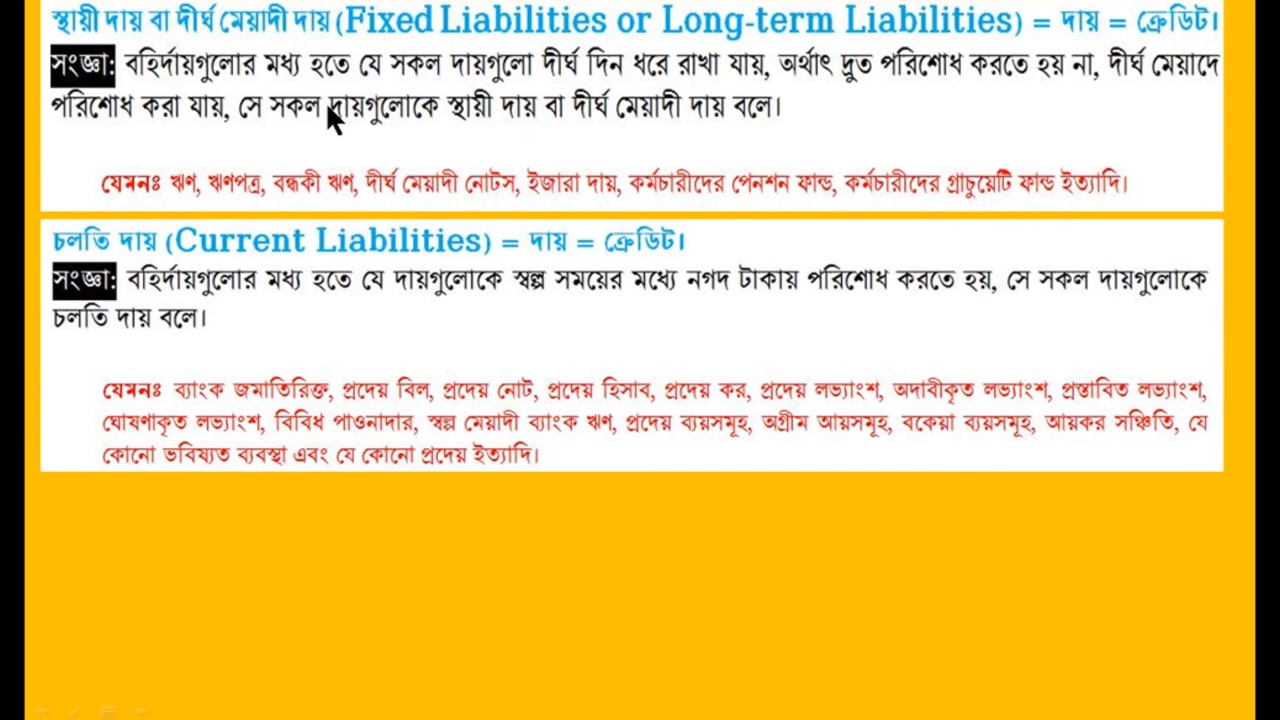 স্থায়ী দায় বা দীর্ঘ মেয়াদী দায় (Fixed Liabilities or Long-term Liabilities) = দায় = ক্রেডিট।
সংজ্ঞা: বহির্দায়গুলোর মধ্য হতে যে সকল দায়গুলো দীর্ঘ দিন ধরে রাখা যায়, অর্থাৎ দ্রুত পরিশোধ করতে হয় না, দীর্ঘ মেয়াদে
পরিশোধ করা যায়, সে সকল দায়গুলোকে স্থায়ী দায় বা দীর্ঘ মেয়াদী দায় বলে।
যেমনঃ ঋণ, ঋণপত্র, বন্ধকী ঋণ, দীর্ঘ মেয়াদী নোটস, ইজারা দায়, কর্মচারীদের পেনশন ফান্ড, কর্মচারীদের গ্রাচুয়েটি ফান্ড ইত্যাদি।
চলতি দায় (Current Liabilities) = দায় = ক্রেডিট।
সংজ্ঞা: বহির্দায়গুলোর মধ্য হতে যে দায়গুলোকে স্বল্প সময়ের মধ্যে নগদ টাকায় পরিশোধ করতে হয়, সে সকল দায়গুলোকে
চলতি দায় বলে।
যেমনঃ ব্যাংক জমাতিরিক্ত, প্রদেয় বিল, প্রদেয় নোট, প্রদেয় হিসাব, প্রদেয় কর, প্রদেয় লভ্যাংশ, অদাবীকৃত লভ্যাংশ, প্রস্তাবিত লভ্যাংশ,
ঘোষণাকৃত লভ্যাংশ, বিবিধ পাওনাদার, স্বল্প মেয়াদী ব্যাংক ঋণ, প্রদেয় ব্যয়সমূহ, অগ্রীম আয়সমূহ, বকেয়া ব্যয়সমূহ, আয়কর সঞ্চিতি, যে
কোনো ভবিষ্যত ব্যবস্থা এবং যে কোনো প্রদেয় ইত্যাদি।